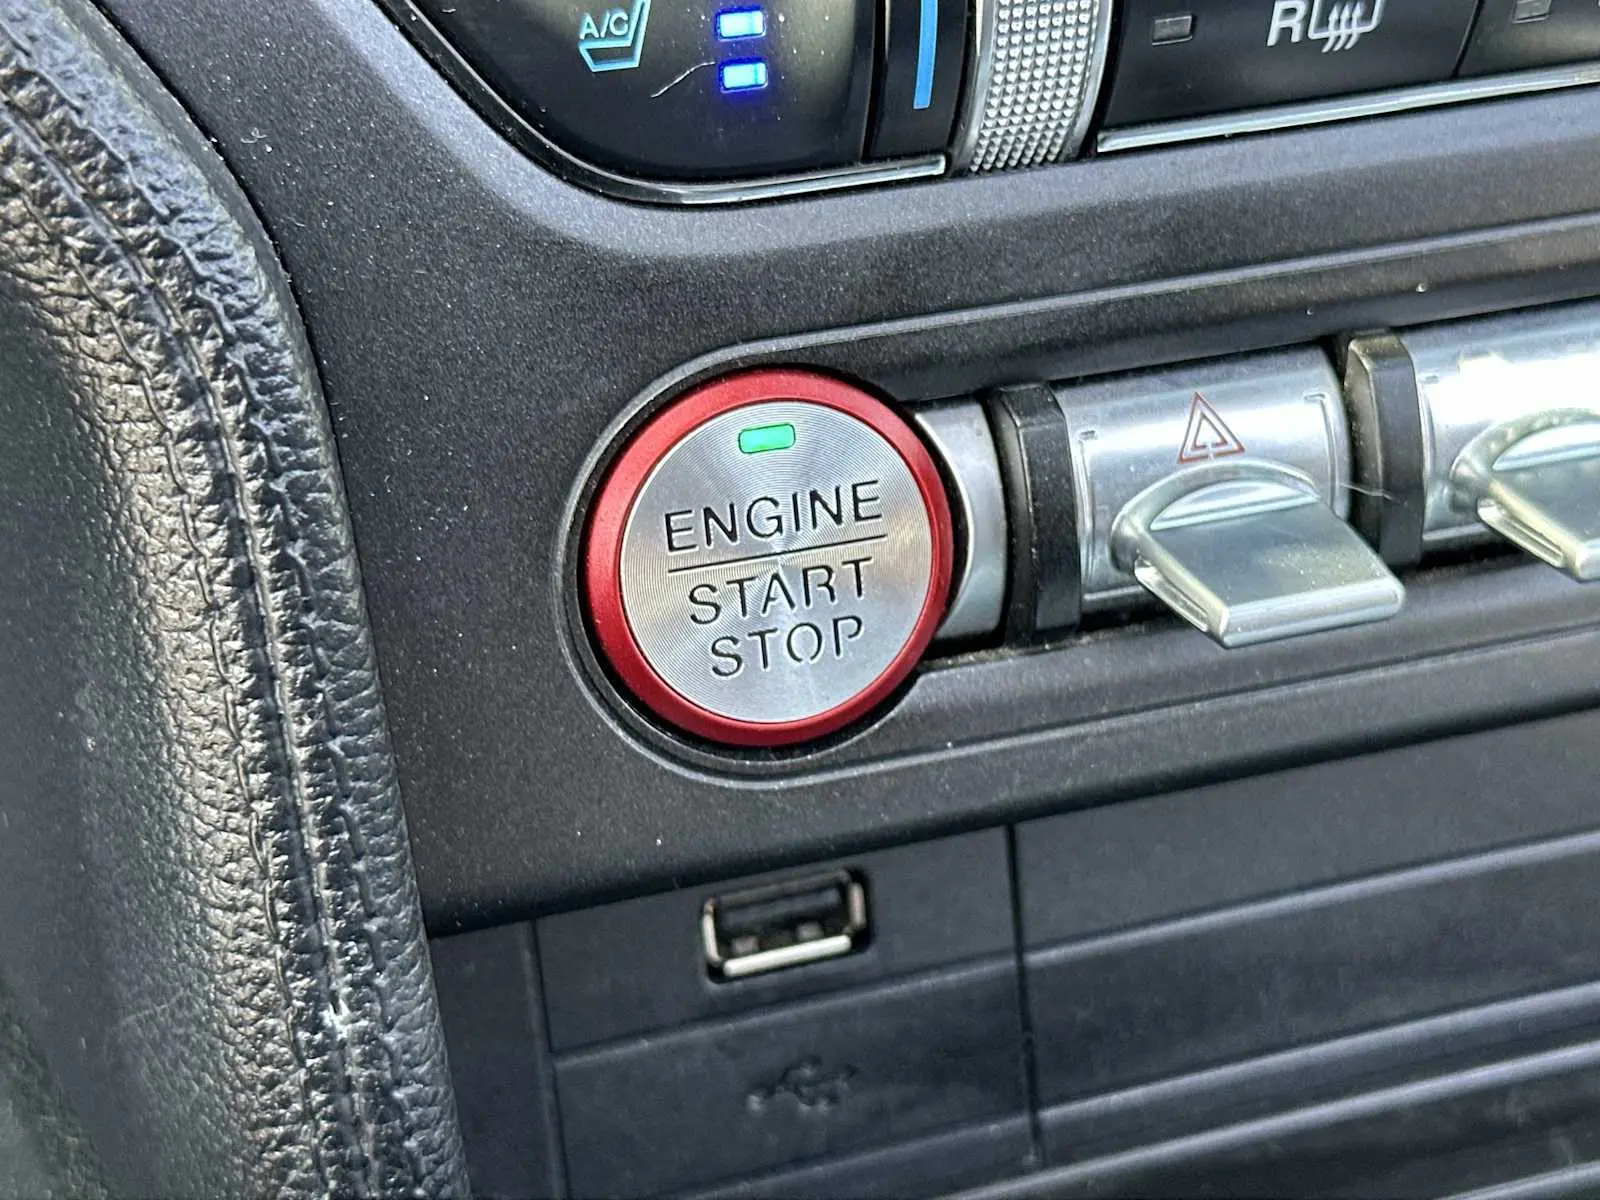 A/C
R
ENGINE
START
STOP